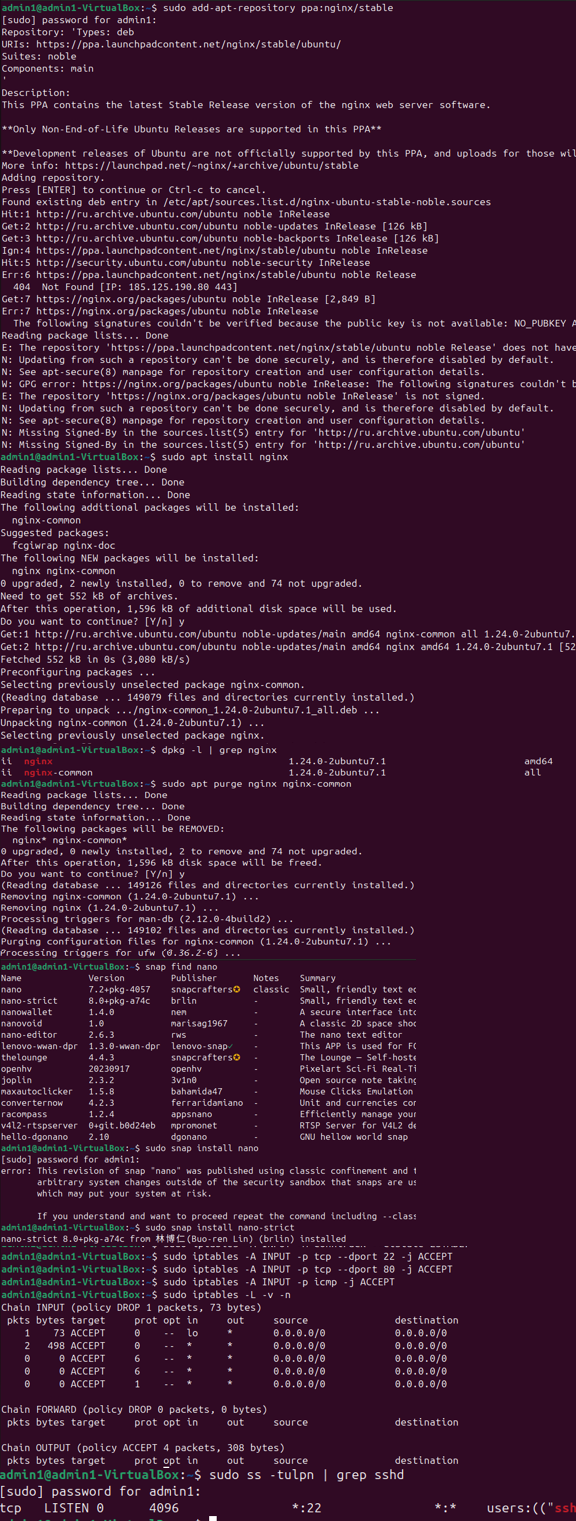 admin1@admin1-VirtualBox:~$ sudo add-apt-repository ppa:nginx/stable
[sudo] password for admin1:
Repository: 'Types: deb
URIs: https://ppa.launchpadcontent.net/nginx/stable/ubuntu/
Suites: noble
Components: main
'
Description:
This PPA contains the latest Stable Release version of the nginx web server software.
**Only Non-End-of-Life Ubuntu Releases are supported in this PPA**
**Development releases of Ubuntu are not officially supported by this PPA, and uploads for those wil
More info: https://launchpad.net/~nginx/+archive/ubuntu/stable
Adding repository.
Press [ENTER] to continue or Ctrl-c to cancel.
Found existing deb entry in /etc/apt/sources.list.d/nginx-ubuntu-stable-noble.sources
Hit:1 http://ru.archive.ubuntu.com/ubuntu noble InRelease
Get:2 http://ru.archive.ubuntu.com/ubuntu noble-updates InRelease [126 kB]
Get:3 http://ru.archive.ubuntu.com/ubuntu noble-backports InRelease [126 kB]
Ign:4 https://ppa.launchpadcontent.net/nginx/stable/ubuntu noble InRelease
Hit:5 http://security.ubuntu.com/ubuntu noble-security InRelease
Err:6 https://ppa.launchpadcontent.net/nginx/stable/ubuntu noble Release
404 Not Found [IP: 185.125.190.80 443]
Get:7 https://nginx.org/packages/ubuntu noble InRelease [2,849 B]
Err:7 https://nginx.org/packages/ubuntu noble InRelease
The following signatures couldn't be verified because the public key is not available: NO_PUBKEY A
Reading package lists... Done
E: The repository 'https://ppa.launchpadcontent.net/nginx/stable/ubuntu noble Release' does not have
N: Updating from such a repository can't be done securely, and is therefore disabled by default.
N: See apt-secure(8) manpage for repository creation and user configuration details.
W: GPG error: https://nginx.org/packages/ubuntu noble InRelease: The following signatures couldn't b
E: The repository 'https://nginx.org/packages/ubuntu noble InRelease' is not signed.
N: Updating from such a repository can't be done securely, and is therefore disabled by default.
N: See apt-secure(8) manpage for repository creation and user configuration details.
N: Missing Signed-By in the sources.list(5) entry for 'http://ru.archive.ubuntu.com/ubuntu'
N: Missing Signed-By in the sources.list(5) entry for 'http://ru.archive.ubuntu.com/ubuntu'
admin1@admin1-VirtualBox:~$ sudo apt install nginx
Reading package lists... Done
Building dependency tree... Done
Reading state information... Done
The following additional packages will be installed:
nginx-common
Suggested packages:
fcgiwrap nginx-doc
The following NEW packages will be installed:
nginx nginx-common
0 upgraded, 2 newly installed, 0 to remove and 74 not upgraded.
Need to get 552 kB of archives.
After this operation, 1,596 kB of additional disk space will be used.
Do you want to continue? [Y/n] y
Get:1 http://ru.archive.ubuntu.com/ubuntu noble-updates/main amd64 nginx-common all 1.24.0-2ubuntu7.
Get:2 http://ru.archive.ubuntu.com/ubuntu noble-updates/main amd64 nginx amd64 1.24.0-2ubuntu7.1 [52
Fetched 552 kB in 0s (3,080 kB/s)
Preconfiguring packages ...
Selecting previously unselected package nginx-common.
(Reading database ... 149079 files and directories currently installed.)
Preparing to unpack .../nginx-common_1.24.0-2ubuntu7.1_all.deb ...
Unpacking nginx-common (1.24.0-2ubuntu7.1) ...
Selecting previously unselected package nginx.
admin1@admin1-VirtualBox:~$ dpkg -l | grep nginx
ii nginx 1.24.0-2ubuntu7.1 amd64
ii nginx-common 1.24.0-2ubuntu7.1 all
admin1@admin1-VirtualBox:~$ sudo apt purge nginx nginx-common
Reading package lists... Done
Building dependency tree... Done
Reading state information... Done
The following packages will be REMOVED:
nginx* nginx-common*
0 upgraded, 0 newly installed, 2 to remove and 74 not upgraded.
After this operation, 1,596 kB disk space will be freed.
Do you want to continue? [Y/n] y
(Reading database ... 149126 files and directories currently installed.)
Removing nginx-common (1.24.0-2ubuntu7.1) ...
Removing nginx (1.24.0-2ubuntu7.1) ...
Processing triggers for man-db (2.12.0-4build2) ...
(Reading database ... 149102 files and directories currently installed.)
Purging configuration files for nginx-common (1.24.0-2ubuntu7.1) ...
Processing triggers for ufw (0.36.2-6) ...
admin1@admin1-VirtualBox:~$ snap find nano
Name Version Publisher Notes Summary
nano 7.2+pkg-4057 snapcrafters✪ classic Small, friendly text ed
nano-strict 8.0+pkg-a74c brlin - Small, friendly text ed
nanowallet 1.4.0 nem - A secure interface into
nanovoid 1.0 marisag1967 - A classic 2D space shoo
nano-editor 2.6.3 rws - The nano text editor
lenovo-wwan-dpr 1.3.0-wwan-dpr lenovo-snap✓ - This APP is used for FC
thelounge 4.4.3 snapcrafters✪ - The Lounge – Self-hoste
openhv 20230917 openhv - Pixelart Sci-Fi Real-Ti
joplin 2.3.2 3v1n0 - Open source note taking
maxautoclicker 1.5.8 bahamida47 - Mouse Clicks Emulation
converternow 4.2.3 ferraridamiano - Unit and currencies con
racompass 1.2.4 appsnano - Efficiently manage your
v4l2-rtspserver 0+git.b0d24eb mpromonet - RTSP Server for V4L2 de
hello-dgonano 2.10 dgonano - GNU hellow world snap
admin1@admin1-VirtualBox:~$ sudo snap install nano
[sudo] password for admin1:
error: This revision of snap "nano" was published using classic confinement and t
arbitrary system changes outside of the security sandbox that snaps are us
which may put your system at risk.
If you understand and want to proceed repeat the command including --class
admin1@admin1-VirtualBox:~$ sudo snap install nano-strict
nano-strict 8.0+pkg-a74c from 林博仁(Buo-ren Lin) (brlin) installed
admin1@admin1-VirtualBox:~$ sudo iptables -A INPUT -p tcp --dport 22 -j ACCEPT
admin1@admin1-VirtualBox:~$ sudo iptables -A INPUT -p tcp --dport 80 -j ACCEPT
admin1@admin1-VirtualBox:~$ sudo iptables -A INPUT -p icmp -j ACCEPT
admin1@admin1-VirtualBox:~$ sudo iptables -L -v -n
Chain INPUT (policy DROP 1 packets, 73 bytes)
pkts bytes target prot opt in out source destination
1 73 ACCEPT 0 -- lo * 0.0.0.0/0 0.0.0.0/0
2 498 ACCEPT 0 -- * * 0.0.0.0/0 0.0.0.0/0
0 0 ACCEPT 6 -- * * 0.0.0.0/0 0.0.0.0/0
0 0 ACCEPT 6 -- * * 0.0.0.0/0 0.0.0.0/0
0 0 ACCEPT 1 -- * * 0.0.0.0/0 0.0.0.0/0
Chain FORWARD (policy DROP 0 packets, 0 bytes)
pkts bytes target prot opt in out source destination
Chain OUTPUT (policy ACCEPT 4 packets, 308 bytes)
pkts bytes target prot opt in out source destination
admin1@admin1-VirtualBox:~$ sudo ss -tulpn | grep sshd
[sudo] password for admin1:
tcp LISTEN 0 4096 *:22 *:* users:(("ssh